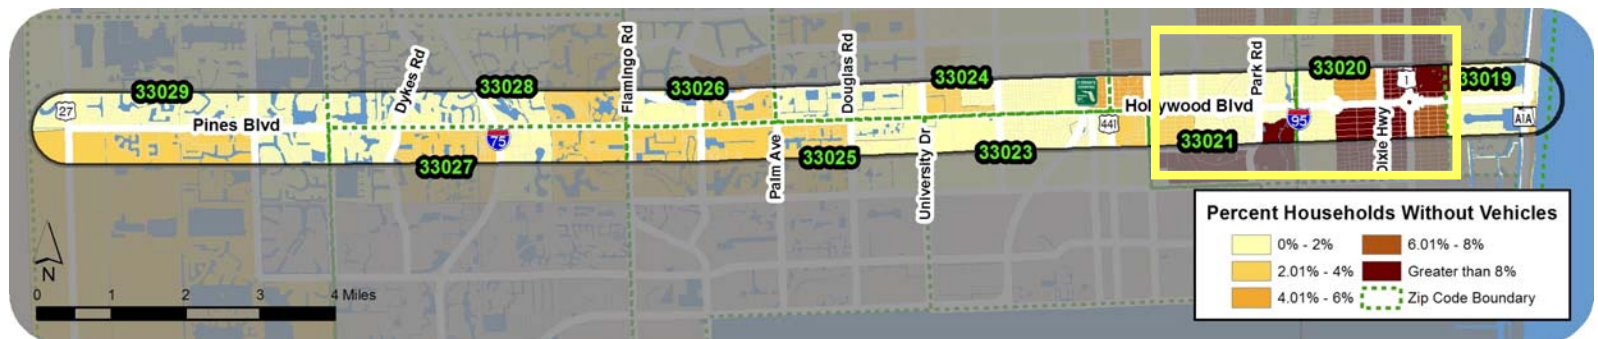 33029
33028
33026
33024
33020
33019
27
Pines Blvd
Dykes Rd
75
Flamingo Rd
Douglas Rd
Hollywood Blvd
Park Rd
1
95
A1A
441
33027
Palm Ave
33025
University Dr
33023
33021
Dixie Hwy
N
0 1 2 3 4 Miles
Percent Households Without Vehicles
0% - 2%
2.01% - 4%
4.01% - 6%
6.01% - 8%
Greater than 8%
Zip Code Boundary